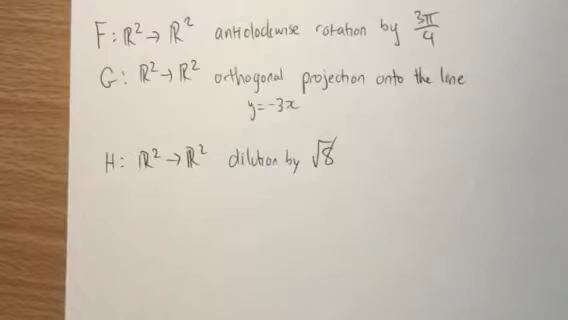 F: ℝ² → ℝ² anticlockwise rotation by 3π/4
G: ℝ² → ℝ² orthogonal projection onto the line
y=-3x
H: ℝ² → ℝ² dilution by √8